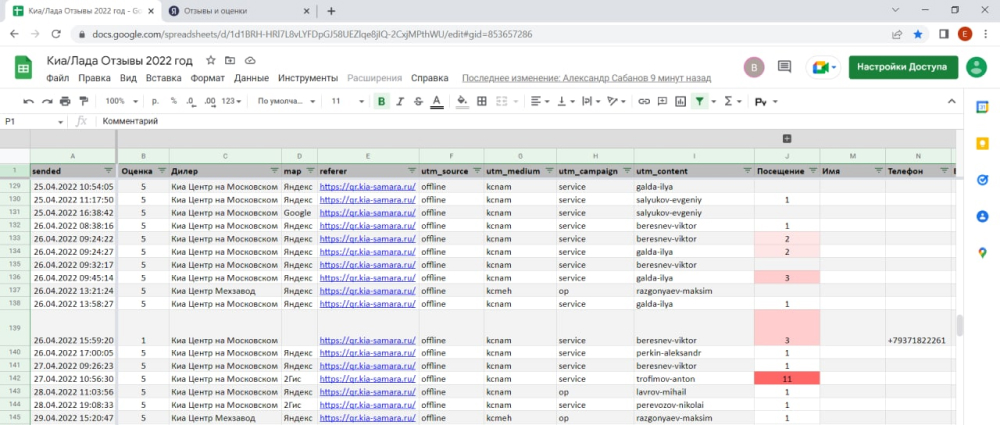 Киа/Лада Отзывы 2022 год - Go
Отзывы и оценки
docs.google.com/spreadsheets/d/1d1BRH-HRI7L8vLYFDpGJ58UEZlqe8jIQ-2CxjMPthWU/edit#gid=853657286
Киа/Лада Отзывы 2022 год
Файл Правка Вид Вставка Формат Данные Инструменты Расширения Справка Последнее изменение: Александр Сабанов 9 минут назад
В Настройки Доступа
100% р. % .0 .00 123 По умолча... 11 B I S A
P1 fx Комментарий
A B C D E F G H I J M N
1 sended Оценка Дилер map referer utm_source utm_medium utm_campaign utm_content Посещение Имя Телефон
129 25.04.2022 10:54:05 5 Киа Центр на Московском Яндекс https://qr.kia-samara.ru/ offline kcnam service galda-ilya
130 25.04.2022 11:17:50 5 Киа Центр на Московском Яндекс https://qr.kia-samara.ru/ offline kcnam service salyukov-evgeniy 1
131 25.04.2022 16:38:42 5 Киа Центр на Московском Google https://qr.kia-samara.ru/ offline kcnam service salyukov-evgeniy
132 26.04.2022 08:38:16 5 Киа Центр на Московском Яндекс https://qr.kia-samara.ru/ offline kcnam service beresnev-viktor 1
133 26.04.2022 09:24:22 5 Киа Центр на Московском Яндекс https://qr.kia-samara.ru/ offline kcnam service beresnev-viktor 2
134 26.04.2022 09:24:27 5 Киа Центр на Московском Яндекс https://qr.kia-samara.ru/ offline kcnam service galda-ilya 2
135 26.04.2022 09:32:17 5 Киа Центр на Московском Яндекс https://qr.kia-samara.ru/ offline kcnam service beresnev-viktor
136 26.04.2022 09:45:14 5 Киа Центр на Московском Яндекс https://qr.kia-samara.ru/ offline kcnam service galda-ilya 3
137 26.04.2022 13:21:24 5 Киа Центр Мехзавод Яндекс https://qr.kia-samara.ru/ offline kcmeh op razgonyaev-maksim
138 26.04.2022 13:58:27 5 Киа Центр на Московском Яндекс https://qr.kia-samara.ru/ offline kcnam service galda-ilya 1
139 26.04.2022 15:59:20 1 Киа Центр на Московском https://qr.kia-samara.ru/ offline kcnam service beresnev-viktor 3 +79371822261
140 26.04.2022 17:00:05 5 Киа Центр на Московском Яндекс https://qr.kia-samara.ru/ offline kcnam service perkin-aleksandr 1
141 27.04.2022 09:26:23 5 Киа Центр на Московском Яндекс https://qr.kia-samara.ru/ offline kcnam service beresnev-viktor 1
142 27.04.2022 10:56:30 5 Киа Центр на Московском 2Гис https://qr.kia-samara.ru/ offline kcnam service trofimov-anton 11
143 28.04.2022 11:03:56 5 Киа Центр на Московском Яндекс https://qr.kia-samara.ru/ offline kcnam op lavrov-mihail 1
144 28.04.2022 19:08:33 5 Киа Центр на Московском 2Гис https://qr.kia-samara.ru/ offline kcnam service perevozov-nikolai 1
145 29.04.2022 15:20:47 5 Киа Центр Мехзавод Яндекс https://qr.kia-samara.ru/ offline kcmeh op razgonyaev-maksim 1